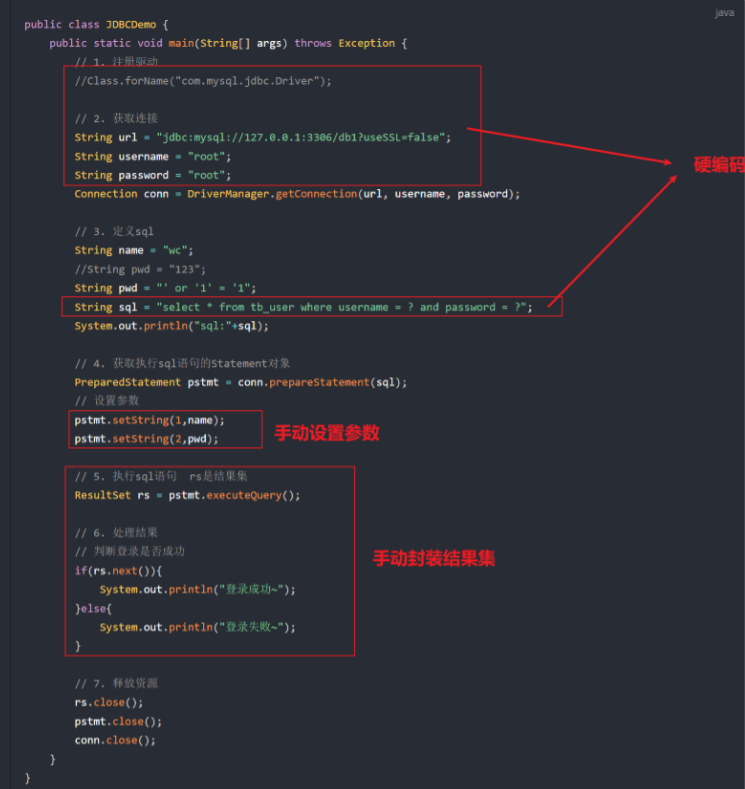 java
public class JDBCDemo {
public static void main(String[] args) throws Exception {
// 1. 注册驱动
//Class.forName("com.mysql.jdbc.Driver");
// 2. 获取连接
String url = "jdbc:mysql://127.0.0.1:3306/db1?useSSL=false";
String username = "root";
String password = "root";
Connection conn = DriverManager.getConnection(url, username, password);
硬编码
// 3. 定义sql
String name = "wc";
//String pwd = "123";
String pwd = "' or '1' = '1";
String sql = "select * from tb_user where username = ? and password = ?";
System.out.println("sql:"+sql);
// 4. 获取执行sql语句的Statement对象
PreparedStatement pstmt = conn.prepareStatement(sql);
// 设置参数
pstmt.setString(1,name);
pstmt.setString(2,pwd);
手动设置参数
// 5. 执行sql语句 rs是结果集
ResultSet rs = pstmt.executeQuery();
// 6. 处理结果
// 判断登录是否成功
if(rs.next()){
System.out.println("登录成功~");
}else{
System.out.println("登录失败~");
}
手动封装结果集
// 7. 释放资源
rs.close();
pstmt.close();
conn.close();
}
}